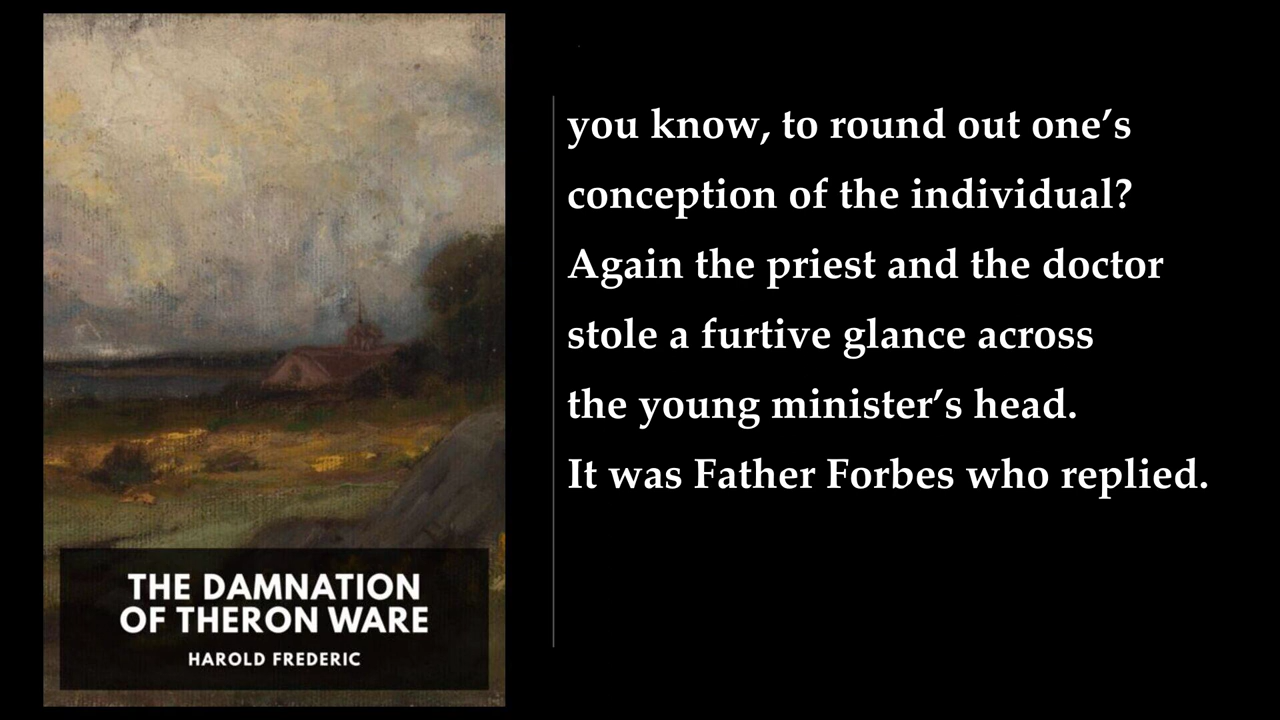 THE DAMNATION
OF THERON WARE
HAROLD FREDERIC
you know, to round out one’s
conception of the individual?
Again the priest and the doctor
stole a furtive glance across
the young minister’s head.
It was Father Forbes who replied.